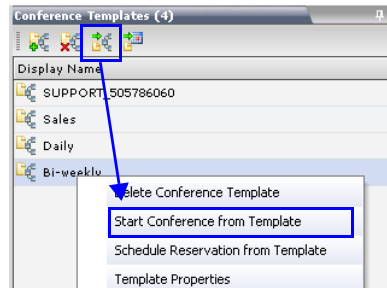 Conference Templates (4)
Display Name
SUPPORT_505786060
Sales
Daily
Bi-weekly
Delete Conference Template
Start Conference from Template
Schedule Reservation from Template
Template Properties